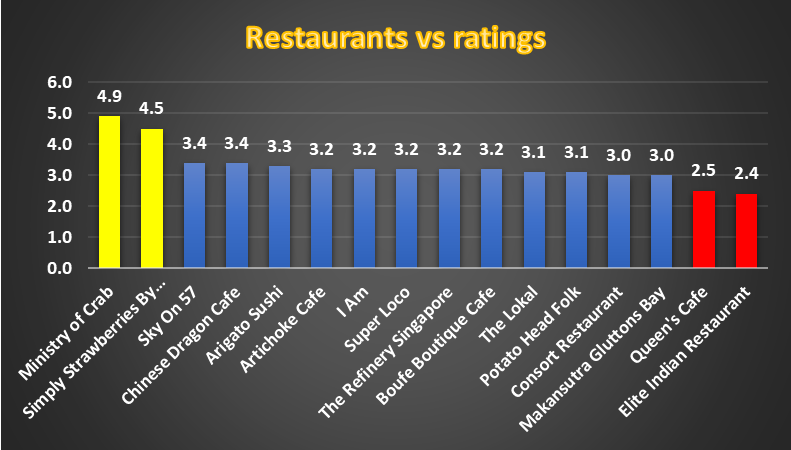 Restaurants vs ratings
6.0
5.0
4.0
3.0
2.0
1.0
0.0
4.9
4.5
3.4
3.4
3.3
3.2
3.2
3.2
3.2
3.2
3.1
3.1
3.0
3.0
2.5
2.4
Ministry of Crab
Simply Strawberries By...
Sky On 57
Chinese Dragon Cafe
Arigato Sushi
Artichoke Cafe
I Am
Super Loco
The Refinery Singapore
Boufe Boutique Cafe
The Lokal
Potato Head Folk
Consort Restaurant
Makansutra Gluttons Bay
Queen's Cafe
Elite Indian Restaurant